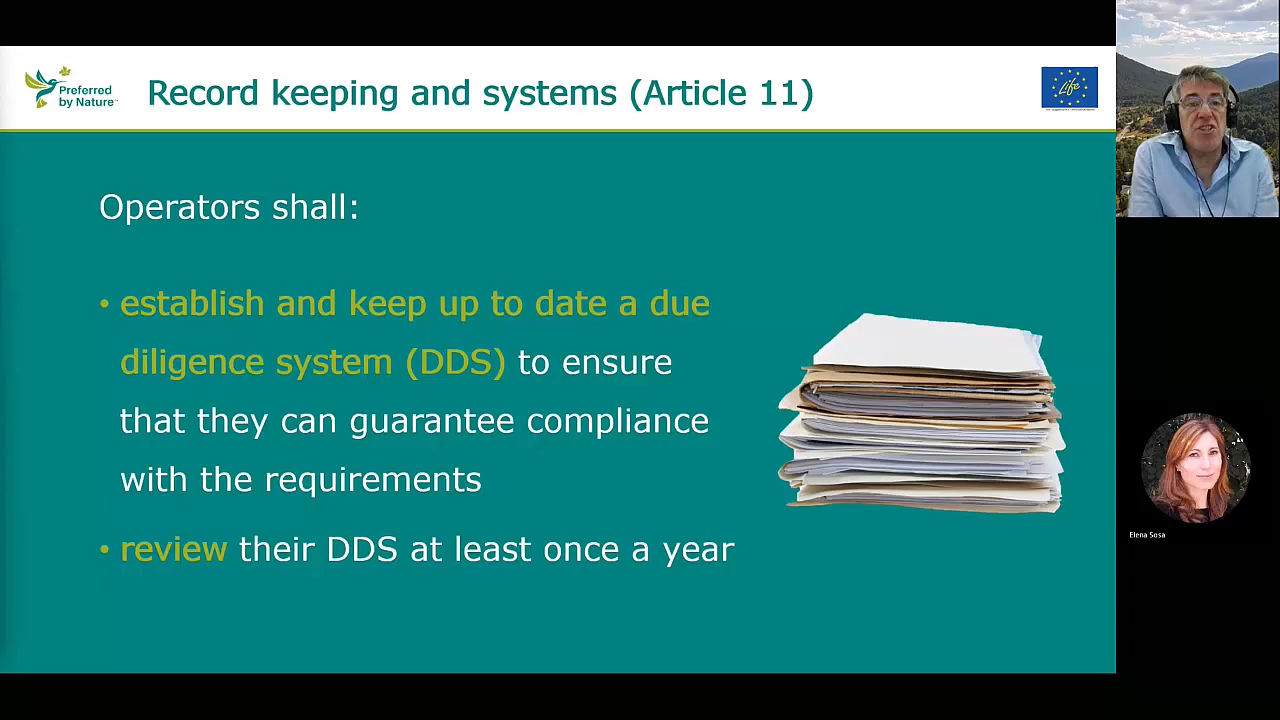 Preferred
by Nature™
Record keeping and systems (Article 11)
Life
Operators shall:
• establish and keep up to date a due
diligence system (DDS) to ensure
that they can guarantee compliance
with the requirements
• review their DDS at least once a year
Elena Sosa